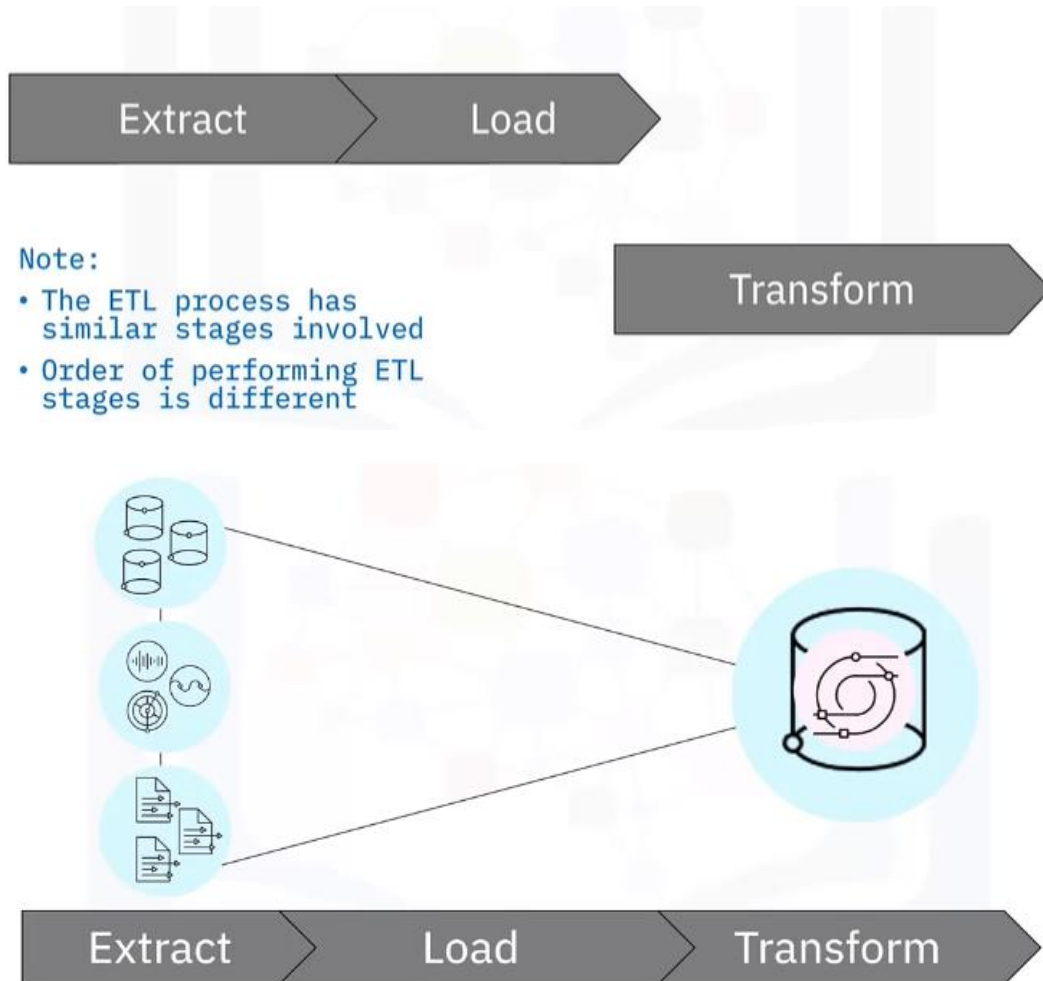 Extract
Load
Note:
• The ETL process has
similar stages involved
• Order of performing ETL
stages is different
Transform
Extract
Load
Transform